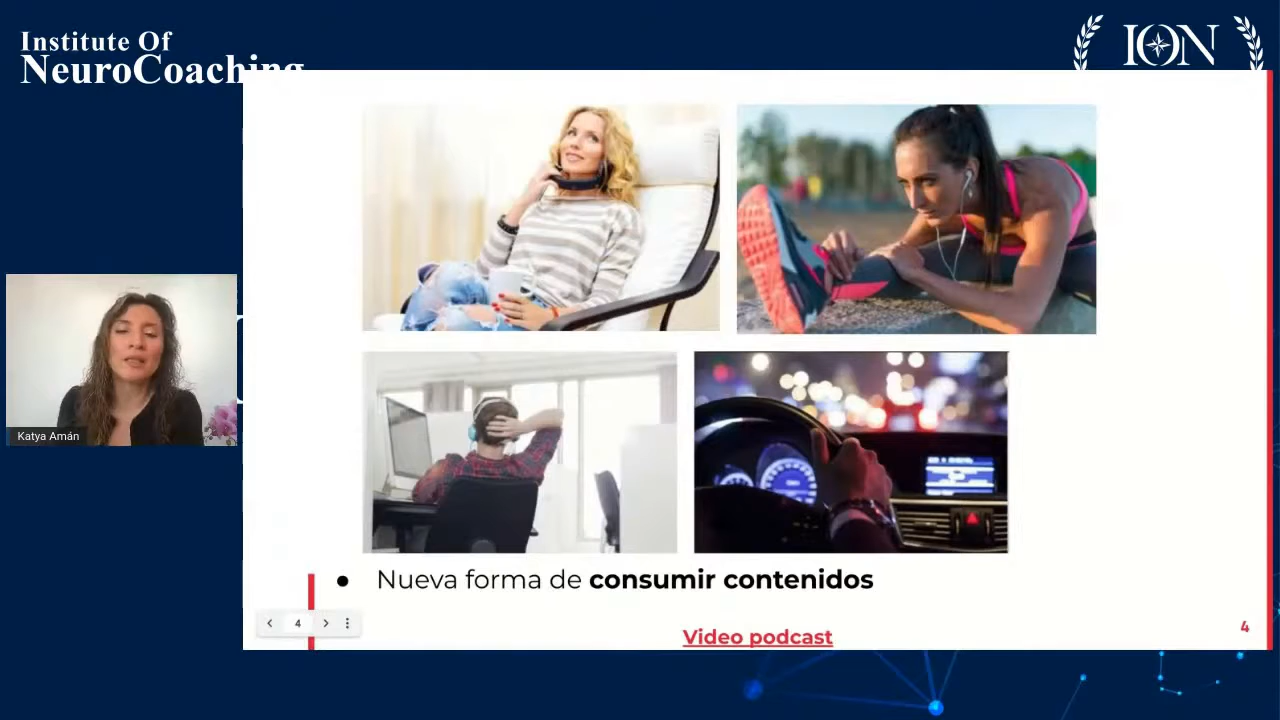 Institute Of
NeuroCoaching
ION
Katya Amán
● Nueva forma de consumir contenidos
4
Video podcast
4